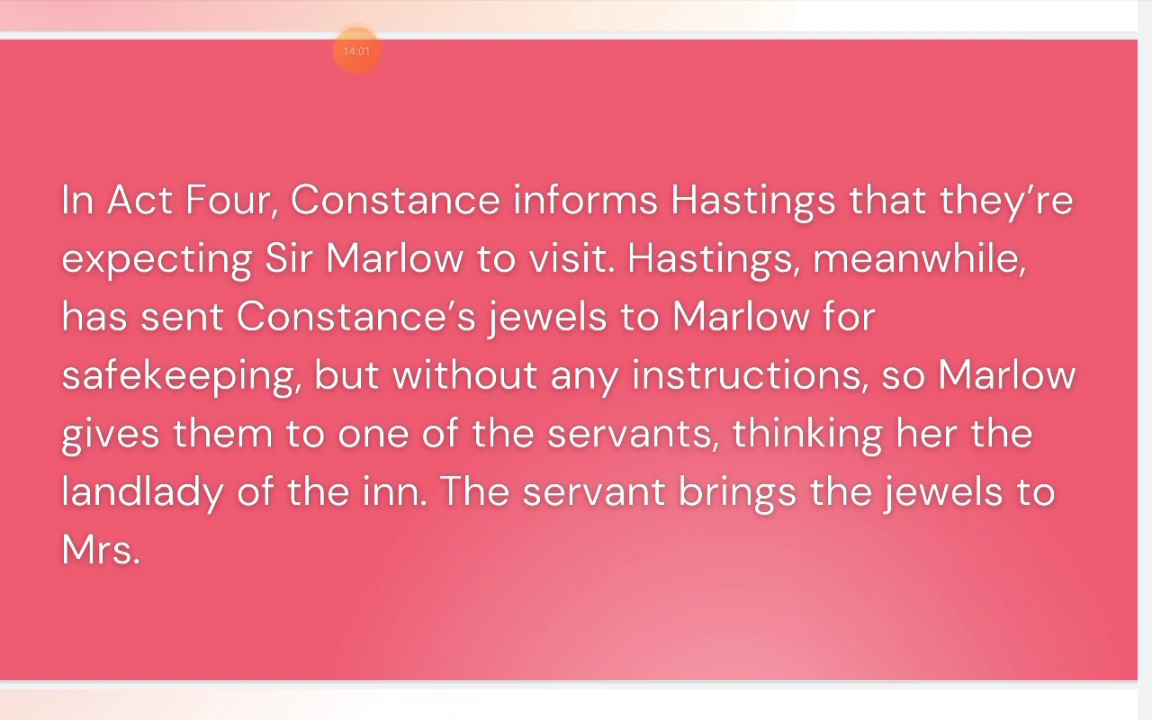 14:01
In Act Four, Constance informs Hastings that they’re
expecting Sir Marlow to visit. Hastings, meanwhile,
has sent Constance’s jewels to Marlow for
safekeeping, but without any instructions, so Marlow
gives them to one of the servants, thinking her the
landlady of the inn. The servant brings the jewels to
Mrs.